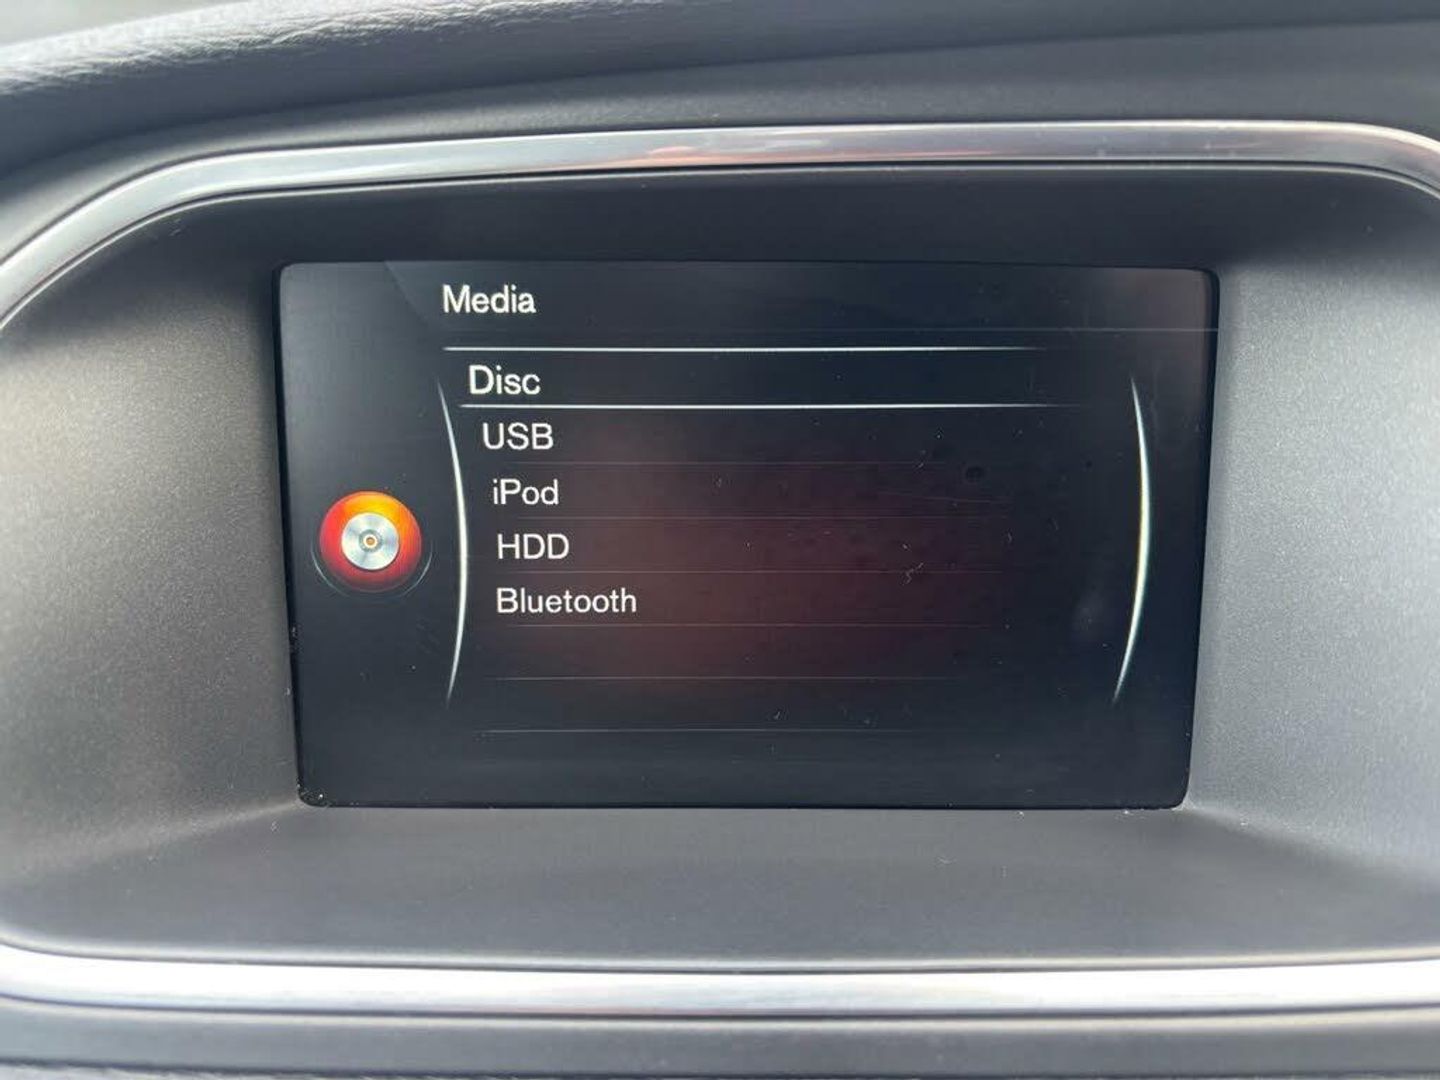 Media
Disc
USB
iPod
HDD
Bluetooth